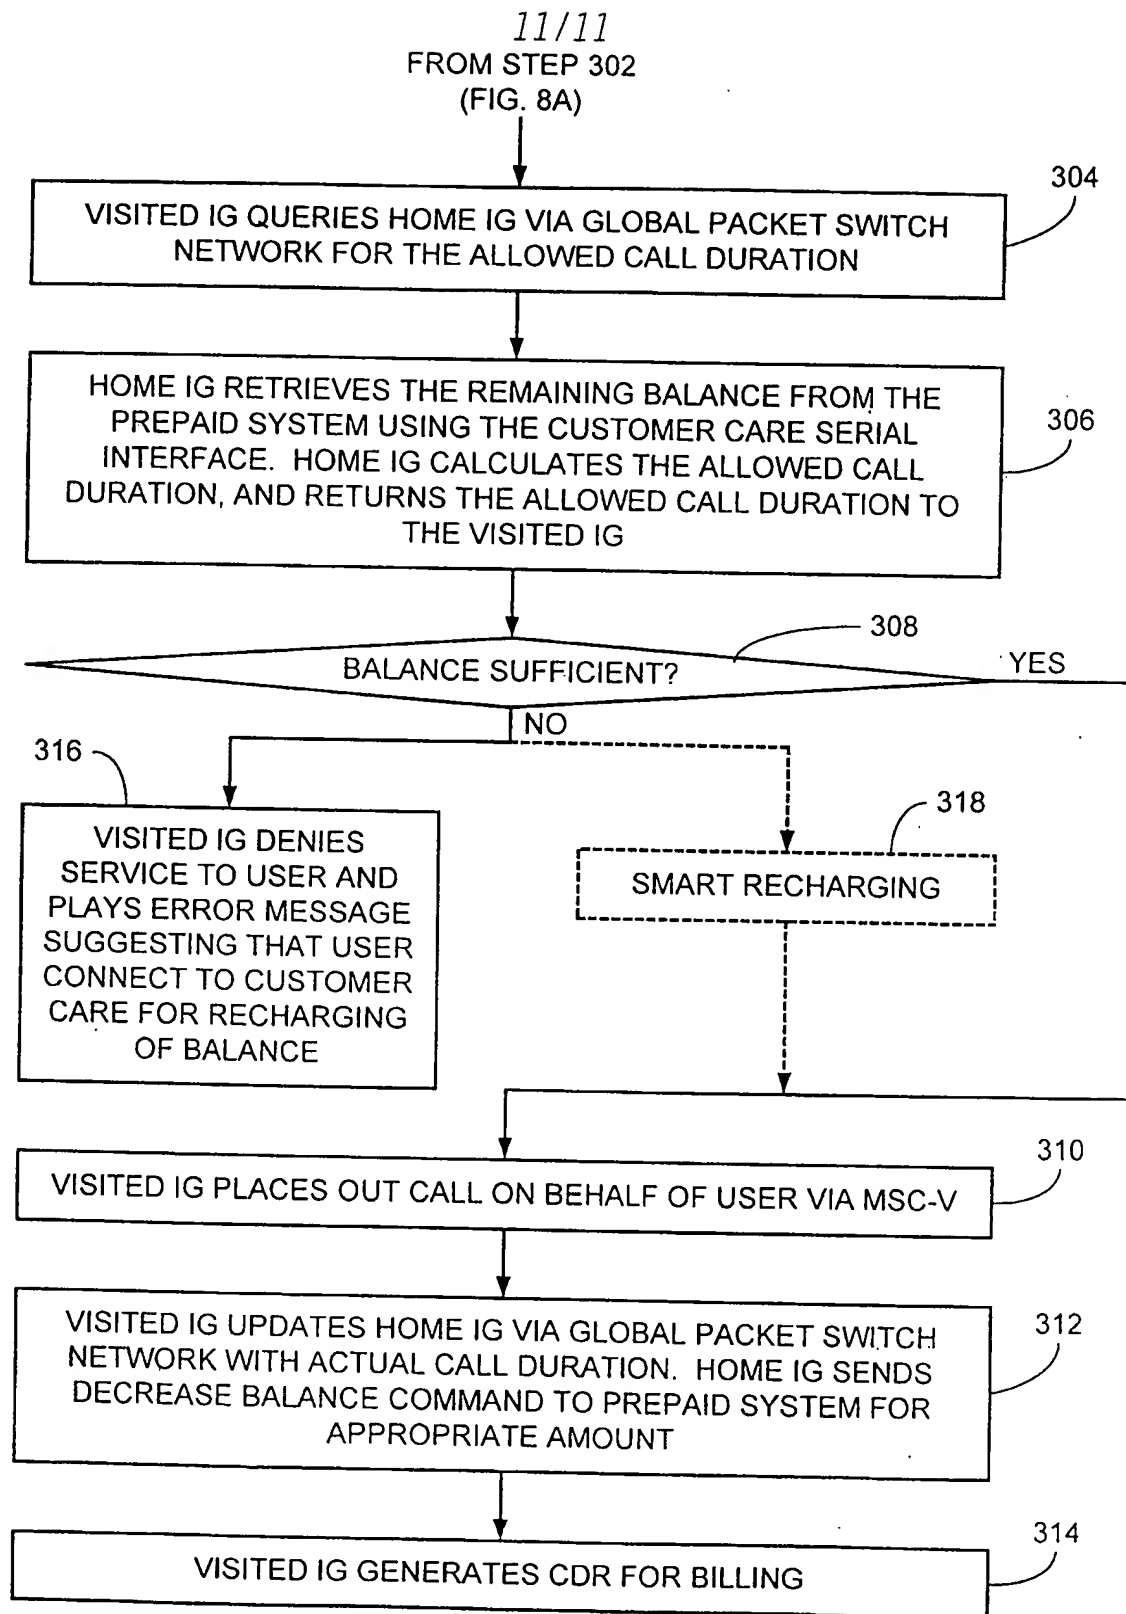 11/11
FROM STEP 302
(FIG. 8A)
304
VISITED IG QUERIES HOME IG VIA GLOBAL PACKET SWITCH
NETWORK FOR THE ALLOWED CALL DURATION
HOME IG RETRIEVES THE REMAINING BALANCE FROM THE
PREPAID SYSTEM USING THE CUSTOMER CARE SERIAL
INTERFACE. HOME IG CALCULATES THE ALLOWED CALL
DURATION, AND RETURNS THE ALLOWED CALL DURATION TO
THE VISITED IG
306
308
BALANCE SUFFICIENT?
YES
NO
316
VISITED IG DENIES
SERVICE TO USER AND
PLAYS ERROR MESSAGE
SUGGESTING THAT USER
CONNECT TO CUSTOMER
CARE FOR RECHARGING
OF BALANCE
318
SMART RECHARGING
310
VISITED IG PLACES OUT CALL ON BEHALF OF USER VIA MSC-V
312
VISITED IG UPDATES HOME IG VIA GLOBAL PACKET SWITCH
NETWORK WITH ACTUAL CALL DURATION. HOME IG SENDS
DECREASE BALANCE COMMAND TO PREPAID SYSTEM FOR
APPROPRIATE AMOUNT
314
VISITED IG GENERATES CDR FOR BILLING